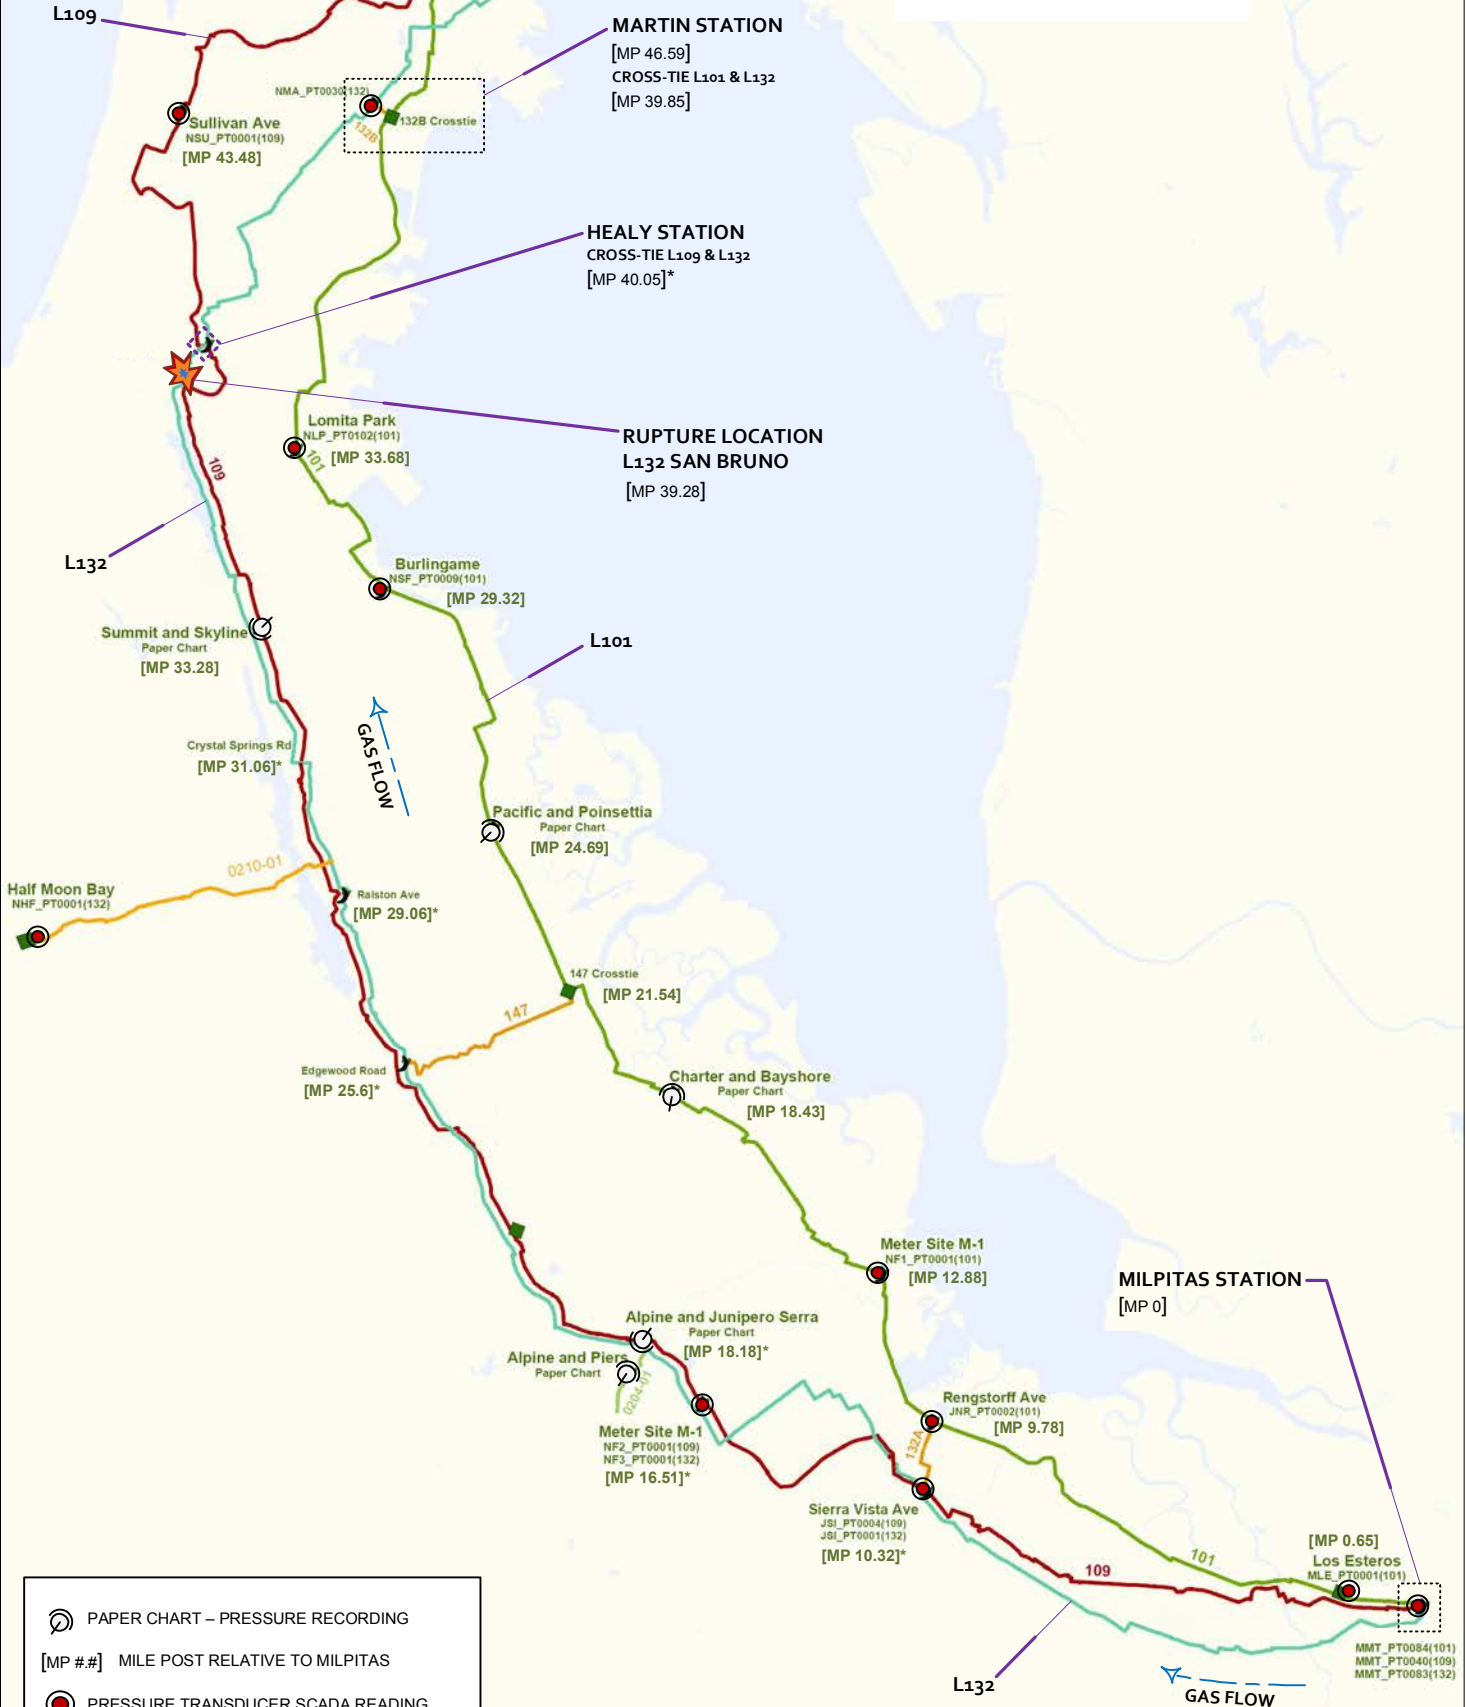 L109
MARTIN STATION
[MP 46.59]
CROSS-TIE L101 & L132
[MP 39.85]
NMA_PT0030(132)
132B Crosstie
132B
Sullivan Ave
NSU_PT0001(109)
[MP 43.48]
HEALY STATION
CROSS-TIE L109 & L132
[MP 40.05]*
Lomita Park
NLP_PT0102(101)
[MP 33.68]
101
109
RUPTURE LOCATION
L132 SAN BRUNO
[MP 39.28]
L132
Burlingame
NSF_PT0009(101)
[MP 29.32]
Summit and Skyline
Paper Chart
[MP 33.28]
L101
GAS FLOW
Crystal Springs Rd
[MP 31.06]*
Pacific and Poinsettia
Paper Chart
[MP 24.69]
0210-01
Half Moon Bay
NHF_PT0001(132)
Ralston Ave
[MP 29.06]*
147 Crosstie
[MP 21.54]
147
Edgewood Road
[MP 25.6]*
Charter and Bayshore
Paper Chart
[MP 18.43]
Meter Site M-1
NF1_PT0001(101)
[MP 12.88]
MILPITAS STATION
[MP 0]
Alpine and Junipero Serra
Paper Chart
[MP 18.18]*
Alpine and Piers
Paper Chart
0204-01
Meter Site M-1
NF2_PT0001(109)
NF3_PT0001(132)
[MP 16.51]*
Rengstorff Ave
JNR_PT0002(101)
[MP 9.78]
132A
Sierra Vista Ave
JSI_PT0004(109)
JSI_PT0001(132)
[MP 10.32]*
[MP 0.65]
Los Esteros
MLE_PT0001(101)
101
109
MMT_PT0084(101)
MMT_PT0040(109)
MMT_PT0083(132)
L132
GAS FLOW
PAPER CHART – PRESSURE RECORDING
[MP #.#] MILE POST RELATIVE TO MILPITAS
PRESSURE TRANSDUCER SCADA READING